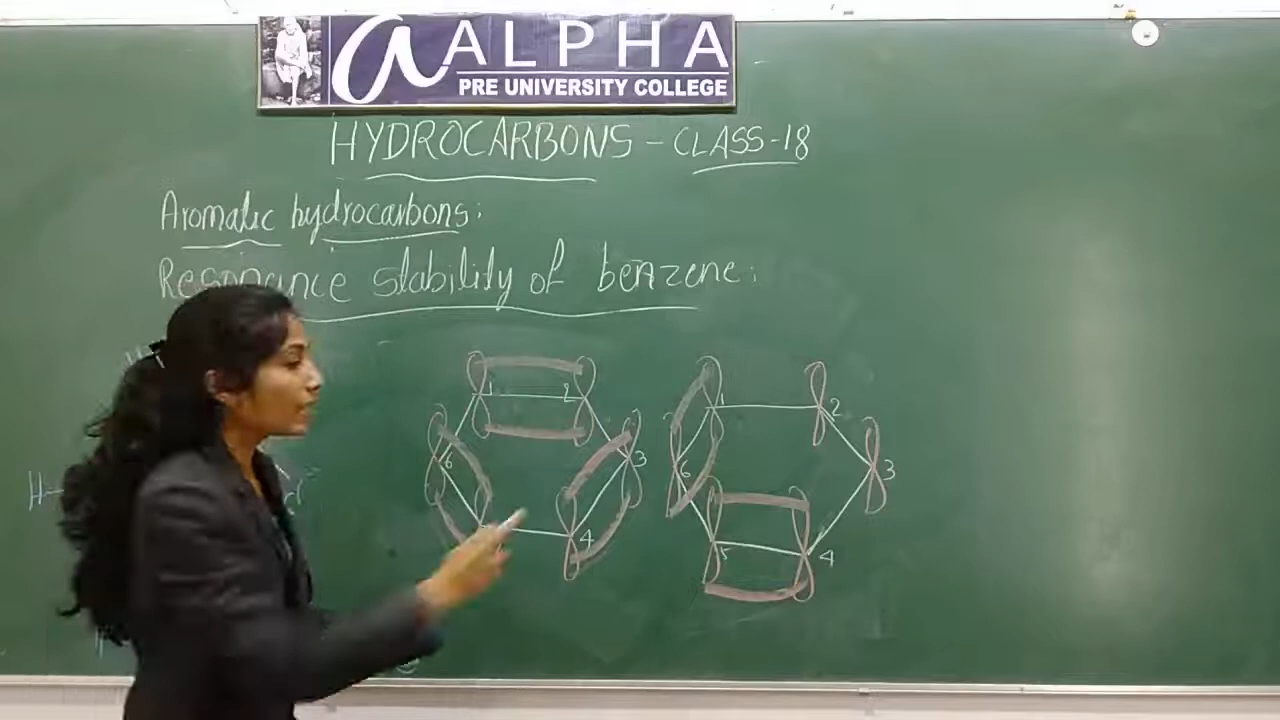 a ALPHA
PRE UNIVERSITY COLLEGE
HYDROCARBONS - CLASS-18
Aromatic hydrocarbons:
Resonance stability of benzene:
1 2 3 4 6
1 2 3 4 5 6
H